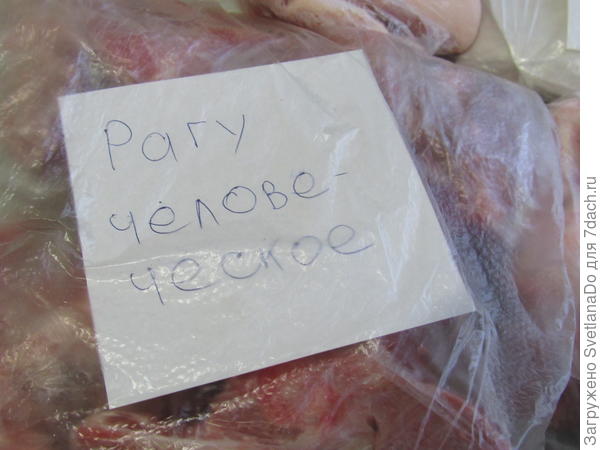 Рагу
челове-
ческое
Загружено SvetlanaDo для 7dach.ru